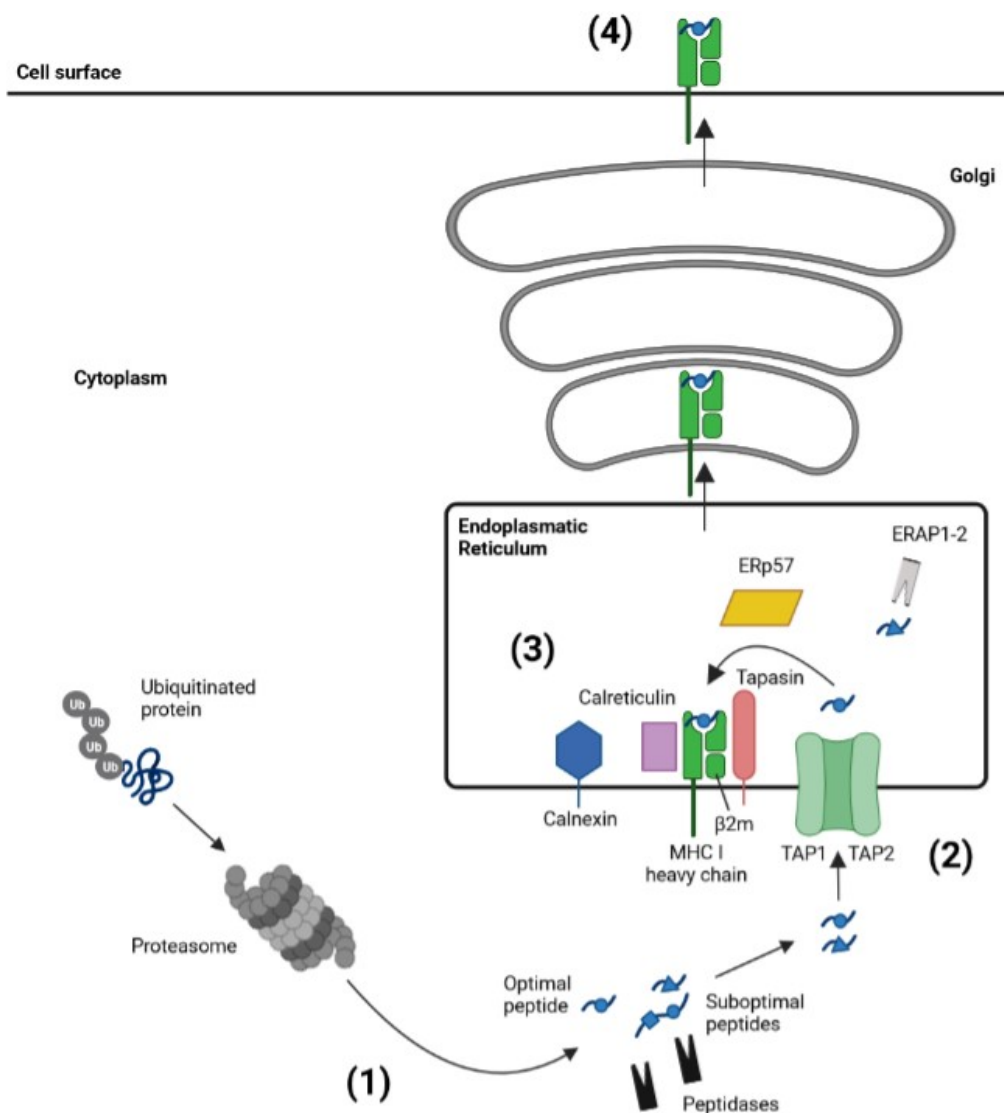 (4)
Cell surface
Golgi
Cytoplasm
Endoplasmatic
Reticulum
ERAP1-2
ERp57
(3)
Tapasin
Calreticulin
Ubiquitinated
protein
Ub
Ub
Ub
Ub
Calnexin
β2m
MHC I
heavy chain
TAP1 TAP2
(2)
Proteasome
Optimal
peptide
Suboptimal
peptides
(1)
Peptidases